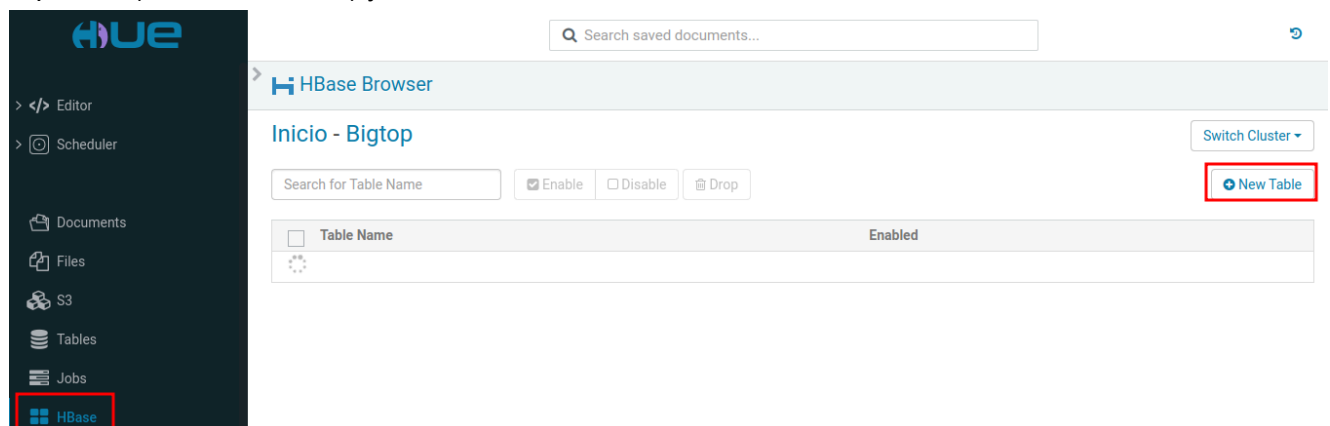 HUE
Search saved documents...
HBase Browser
</> Editor
Scheduler
Inicio - Bigtop
Switch Cluster
Search for Table Name
Enable
Disable
Drop
New Table
Documents
Table Name
Enabled
Files
S3
Tables
Jobs
HBase